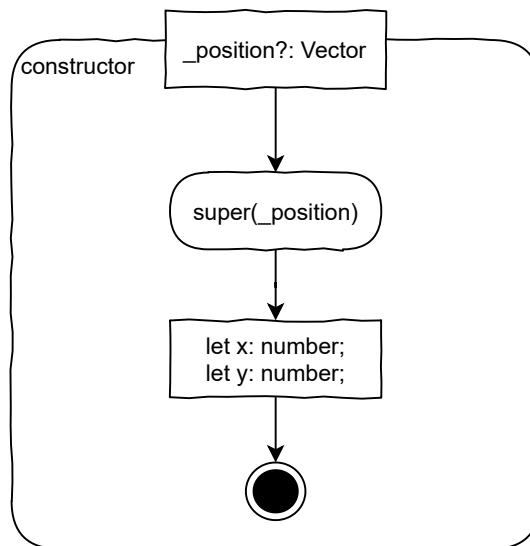 _position?: Vector
constructor
super(_position)
let x: number;
let y: number;